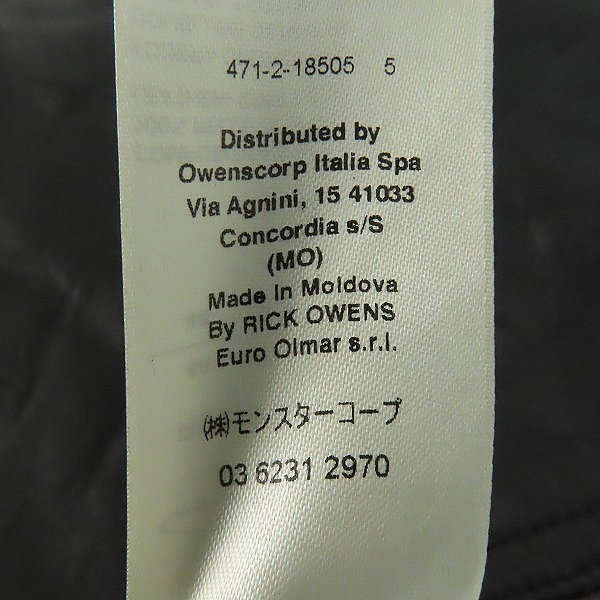 471-2-18505 5
Distributed by
Owenscorp Italia Spa
Via Agnini, 15 41033
Concordia s/S
(MO)
Made In Moldova
By RICK OWENS
Euro Olmar s.r.l.
㈱モンスターコープ
03 6231 2970